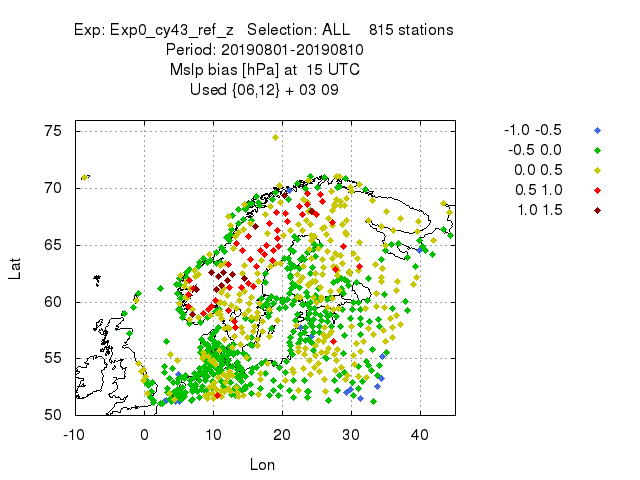 Exp: Exp0_cy43_ref_z   Selection: ALL    815 stations
Period: 20190801-20190810
Mslp bias [hPa] at  15 UTC
Used {06,12} + 03 09
-1.0 -0.5
-0.5 0.0
0.0 0.5
0.5 1.0
1.0 1.5
75
70
65
60
55
50
Lat
-10 0 10 20 30 40
Lon